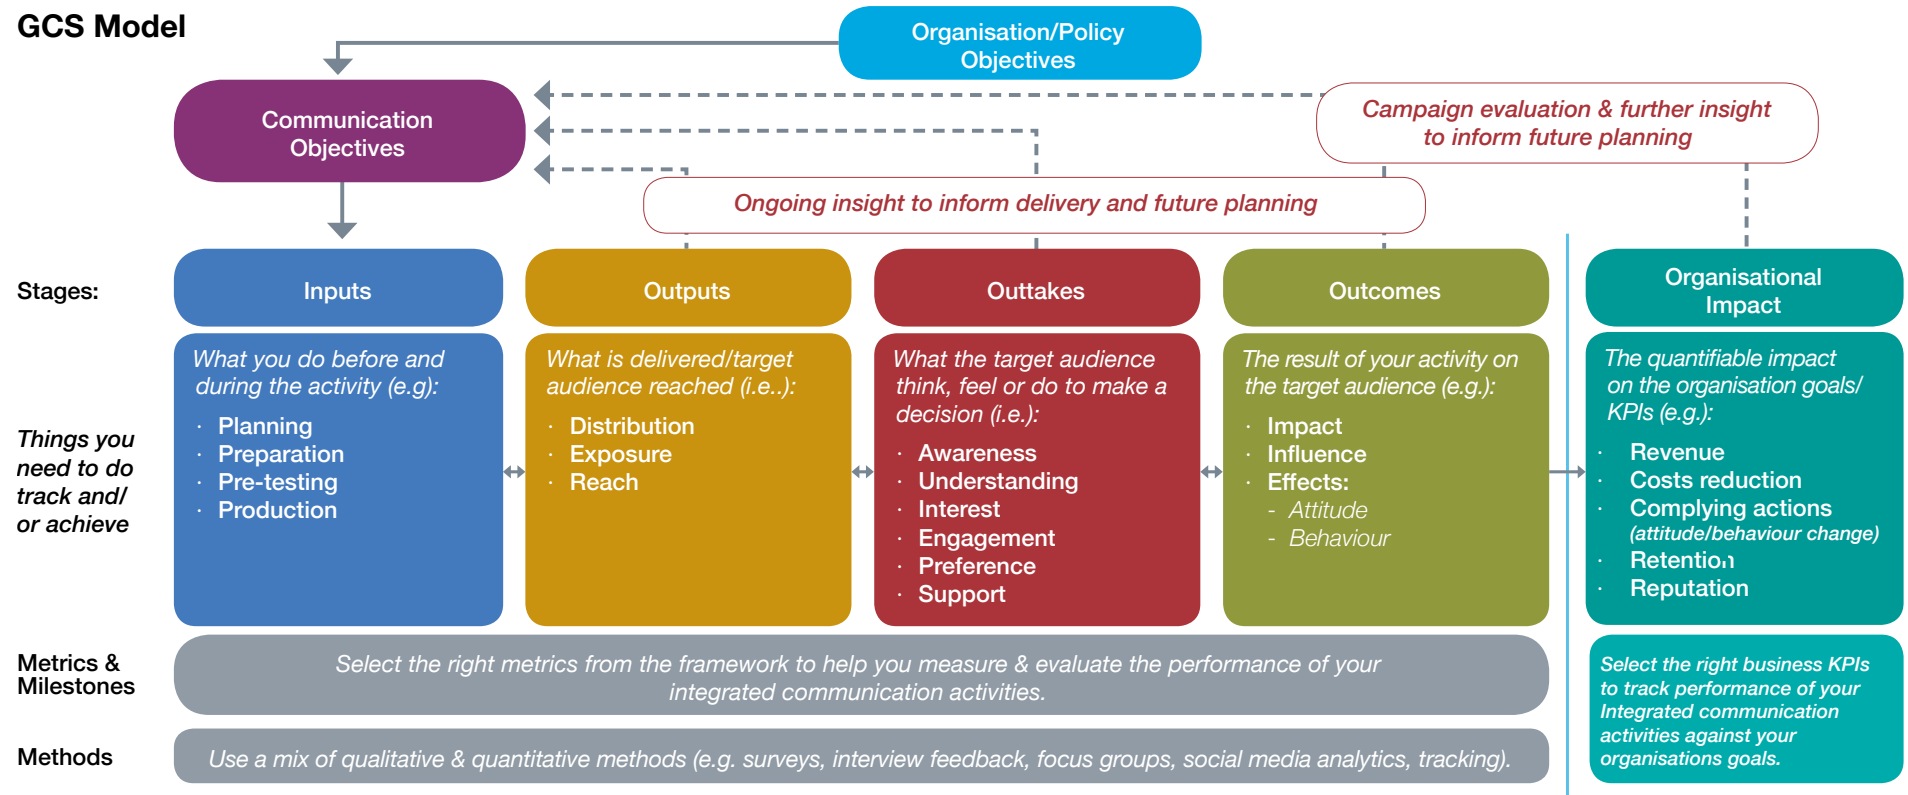 GCS Model
Organisation/Policy
Objectives
Communication
Objectives
Campaign evaluation & further insight
to inform future planning
Ongoing insight to inform delivery and future planning
Stages:
Inputs
Outputs
Outtakes
Outcomes
Organisational
Impact
Things you
need to do
track and/
or achieve
What you do before and
during the activity (e.g):
· Planning
· Preparation
· Pre-testing
· Production
What is delivered/target
audience reached (i.e..):
· Distribution
· Exposure
· Reach
What the target audience
think, feel or do to make a
decision (i.e.):
· Awareness
· Understanding
· Interest
· Engagement
· Preference
· Support
The result of your activity on
the target audience (e.g.):
· Impact
· Influence
· Effects:
- Attitude
- Behaviour
The quantifiable impact
on the organisation goals/
KPIs (e.g.):
· Revenue
· Costs reduction
· Complying actions
(attitude/behaviour change)
· Retention
· Reputation
Metrics &
Milestones
Select the right metrics from the framework to help you measure & evaluate the performance of your
integrated communication activities.
Select the right business KPIs
to track performance of your
Integrated communication
activities against your
organisations goals.
Methods
Use a mix of qualitative & quantitative methods (e.g. surveys, interview feedback, focus groups, social media analytics, tracking).